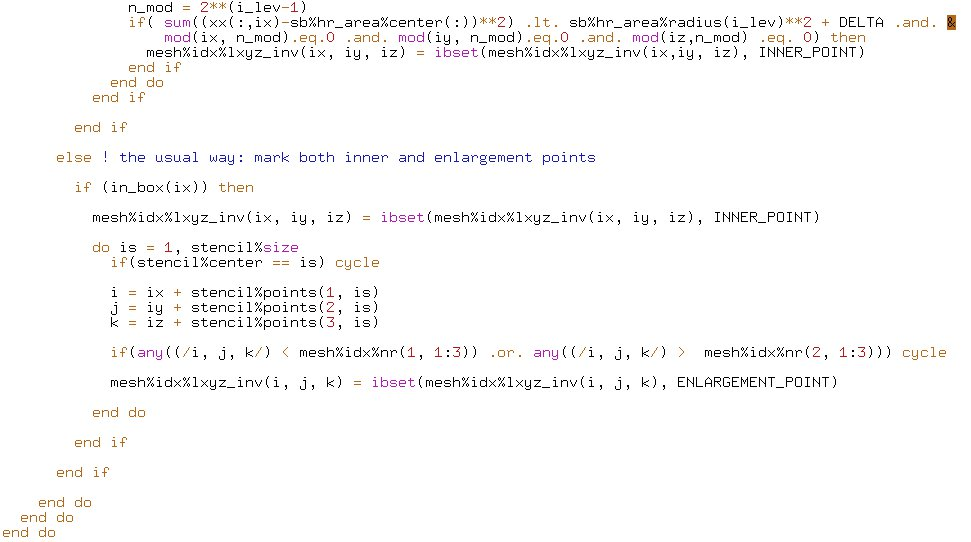 n_mod = 2**(i_lev-1)
if( sum((xx(:,ix)-sb%hr_area%center(:))**2) .lt. sb%hr_area%radius(i_lev)**2 + DELTA .and. &
mod(ix, n_mod).eq.0 .and. mod(iy, n_mod).eq.0 .and. mod(iz,n_mod) .eq. 0) then
mesh%idx%lxyz_inv(ix, iy, iz) = ibset(mesh%idx%lxyz_inv(ix,iy, iz), INNER_POINT)
end if
end do
end if
end if
else ! the usual way: mark both inner and enlargement points
if (in_box(ix)) then
mesh%idx%lxyz_inv(ix, iy, iz) = ibset(mesh%idx%lxyz_inv(ix, iy, iz), INNER_POINT)
do is = 1, stencil%size
if(stencil%center == is) cycle
i = ix + stencil%points(1, is)
j = iy + stencil%points(2, is)
k = iz + stencil%points(3, is)
if(any((/i, j, k/) < mesh%idx%nr(1, 1:3)) .or. any((/i, j, k/) >  mesh%idx%nr(2, 1:3))) cycle
mesh%idx%lxyz_inv(i, j, k) = ibset(mesh%idx%lxyz_inv(i, j, k), ENLARGEMENT_POINT)
end do
end if
end if
end do
end do
end do